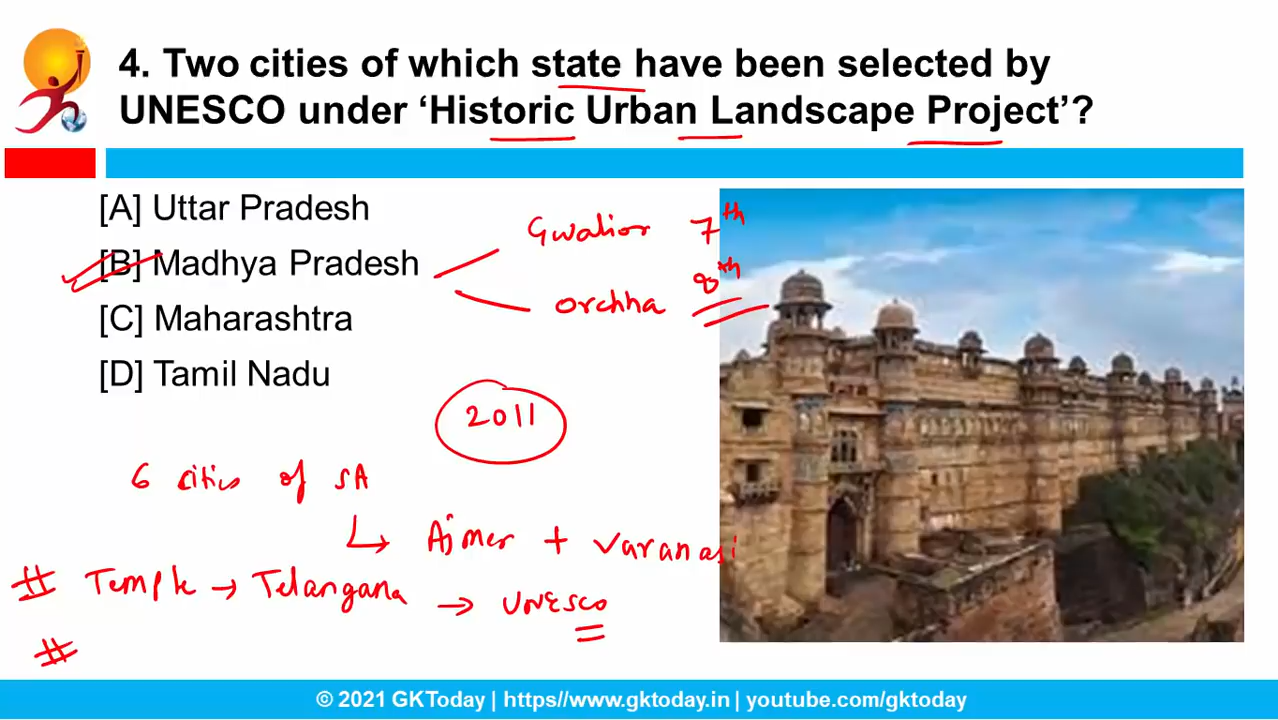 4. Two cities of which state have been selected by
UNESCO under ‘Historic Urban Landscape Project’?
[A] Uttar Pradesh
Gwalior 7th
[B] Madhya Pradesh
orchha 8th
[C] Maharashtra
[D] Tamil Nadu
2011
6 cities of SA
Ajmer + varanasi
# Temple → Telangana → UNESCO
#
© 2021 GKToday | https//www.gktoday.in | youtube.com/gktoday